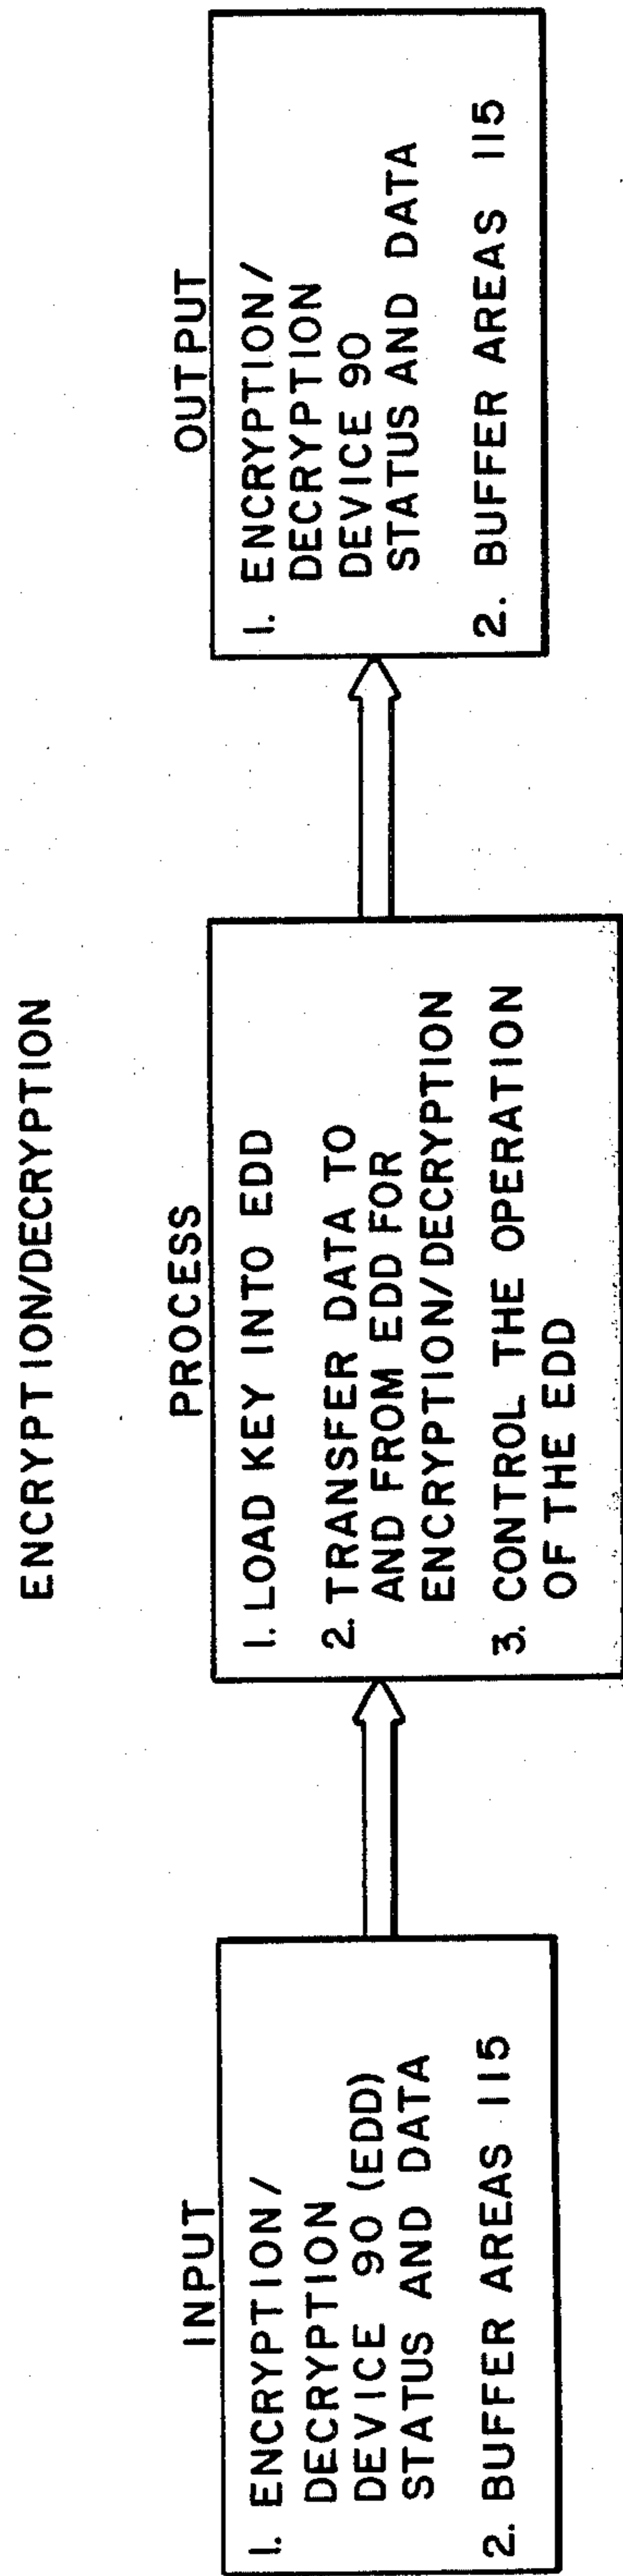 ENCRYPTION/DECRYPTION
INPUT
1. ENCRYPTION/
DECRYPTION
DEVICE 90 (EDD)
STATUS AND DATA
2. BUFFER AREAS 115
PROCESS
1. LOAD KEY INTO EDD
2. TRANSFER DATA TO
AND FROM EDD FOR
ENCRYPTION/DECRYPTION
3. CONTROL THE OPERATION
OF THE EDD
OUTPUT
1. ENCRYPTION/
DECRYPTION
DEVICE 90
STATUS AND DATA
2. BUFFER AREAS 115